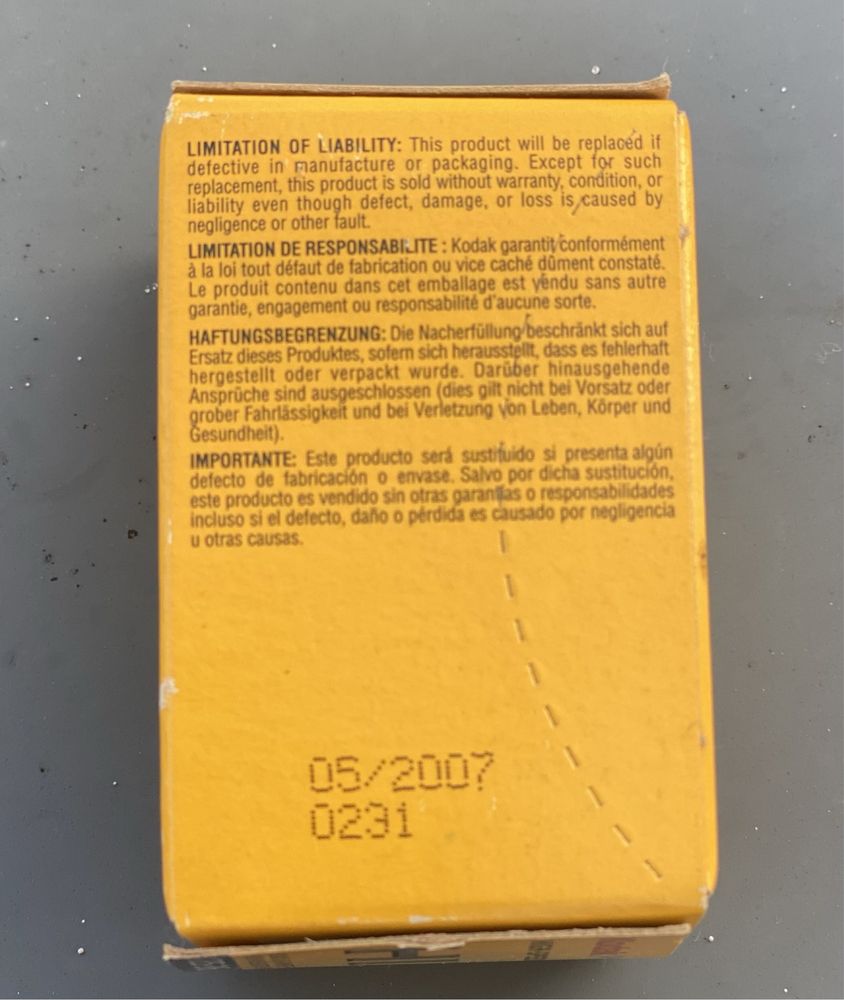 LIMITATION OF LIABILITY: This product will be replaced if
defective in manufacture or packaging. Except for such
replacement, this product is sold without warranty, condition, or
liability even though defect, damage, or loss is caused by
negligence or other fault.
LIMITATION DE RESPONSABILITE : Kodak garantit conformément
à la loi tout défaut de fabrication ou vice caché dûment constaté.
Le produit contenu dans cet emballage est vendu sans autre
garantie, engagement ou responsabilité d'aucune sorte.
HAFTUNGSBEGRENZUNG: Die Nacherfüllung beschränkt sich auf
Ersatz dieses Produktes, sofern sich herausstellt, dass es fehlerhaft
hergestellt oder verpackt wurde. Darüber hinausgehende
Ansprüche sind ausgeschlossen (dies gilt nicht bei Vorsatz oder
grober Fahrlässigkeit und bei Verletzung von Leben, Körper und
Gesundheit).
IMPORTANTE: Este producto será sustituido si presenta algún
defecto de fabricación o envase. Salvo por dicha sustitución,
este producto es vendido sin otras garantías o responsabilidades
incluso si el defecto, daño o pérdida es causado por negligencia
u otras causas.
05/2007
0231